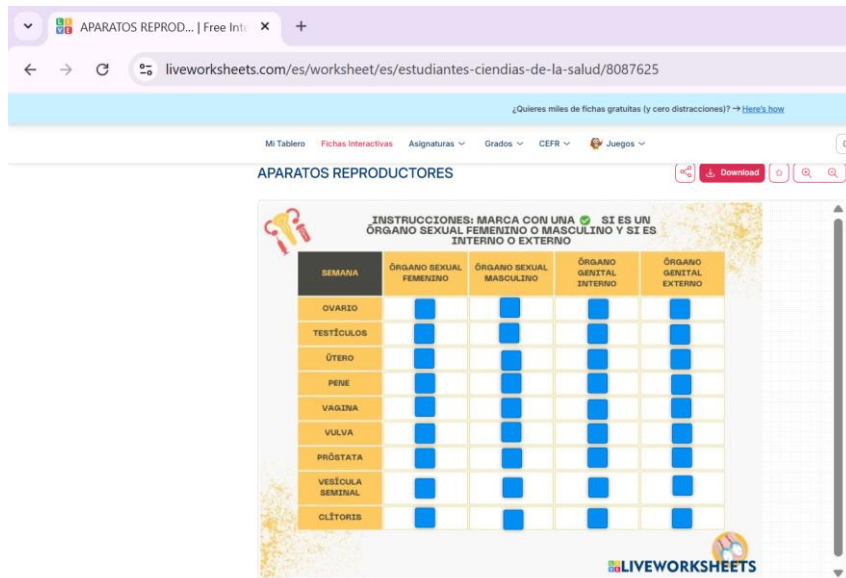 APARATOS REPROD... | Free Inte
liveworksheets.com/es/worksheet/es/estudiantes-ciendias-de-la-salud/8087625
¿Quieres miles de fichas gratuitas (y cero distracciones)? → Here's how
Mi Tablero Fichas Interactivas Asignaturas Grados CEFR Juegos
APARATOS REPRODUCTORES
Download
INSTRUCCIONES: MARCA CON UNA ✅ SI ES UN
ÓRGANO SEXUAL FEMENINO O MASCULINO Y SI ES
INTERNO O EXTERNO
SEMANA
ÓRGANO SEXUAL
FEMENINO
ÓRGANO SEXUAL
MASCULINO
ÓRGANO
GENITAL
INTERNO
ÓRGANO
GENITAL
EXTERNO
OVARIO
TESTÍCULOS
ÚTERO
PENE
VAGINA
VULVA
PRÓSTATA
VESÍCULA
SEMINAL
CLÍTORIS
LIVEWORKSHEETS